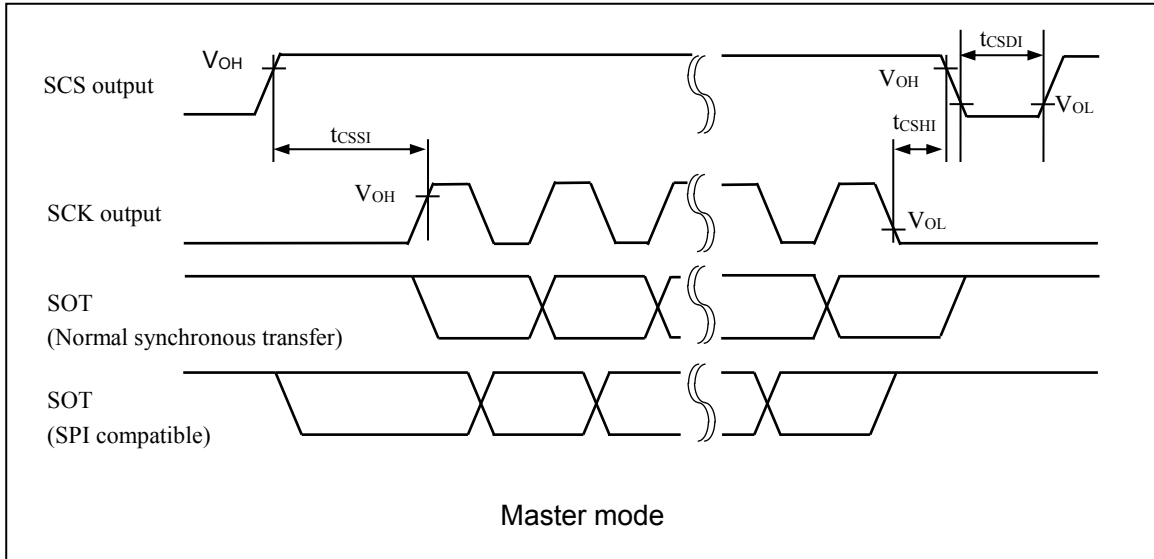 tCSDI
VOH
SCS output
VOH
VOL
tCSHI
tCSSI
VOH
SCK output
VOL
SOT
(Normal synchronous transfer)
SOT
(SPI compatible)
Master mode